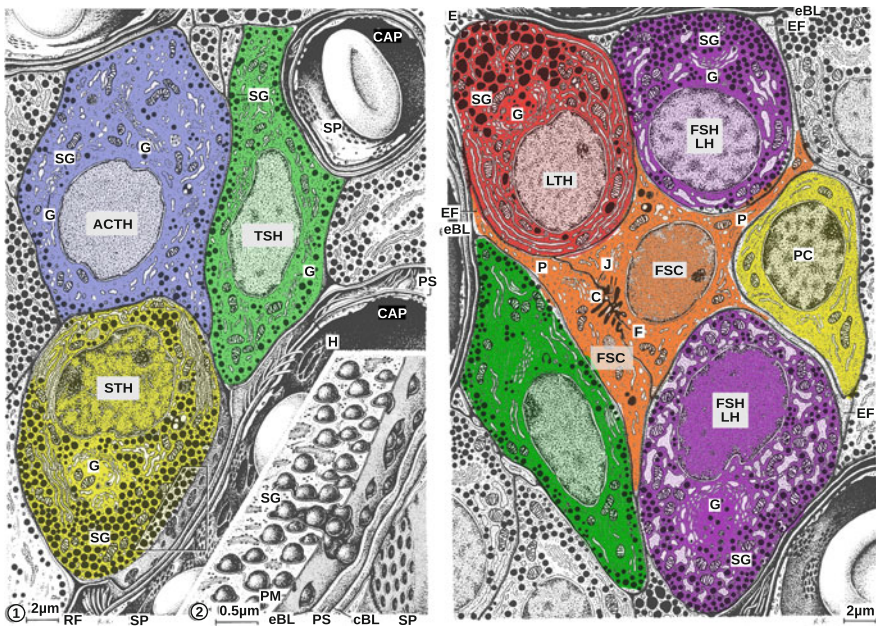 CAP
SG
SP
G
SG
G
ACTH
TSH
G
PS
CAP
H
STH
G
SG
SG
PM
1
2µm
RF
SP
2
0.5µm
eBL
PS
cBL
SP
E
eBL
EF
SG
G
SG
G
FSH
LH
LTH
EF
eBL
P
PC
P
J
FSC
C
F
FSC
FSH
LH
EF
G
SG
2µm